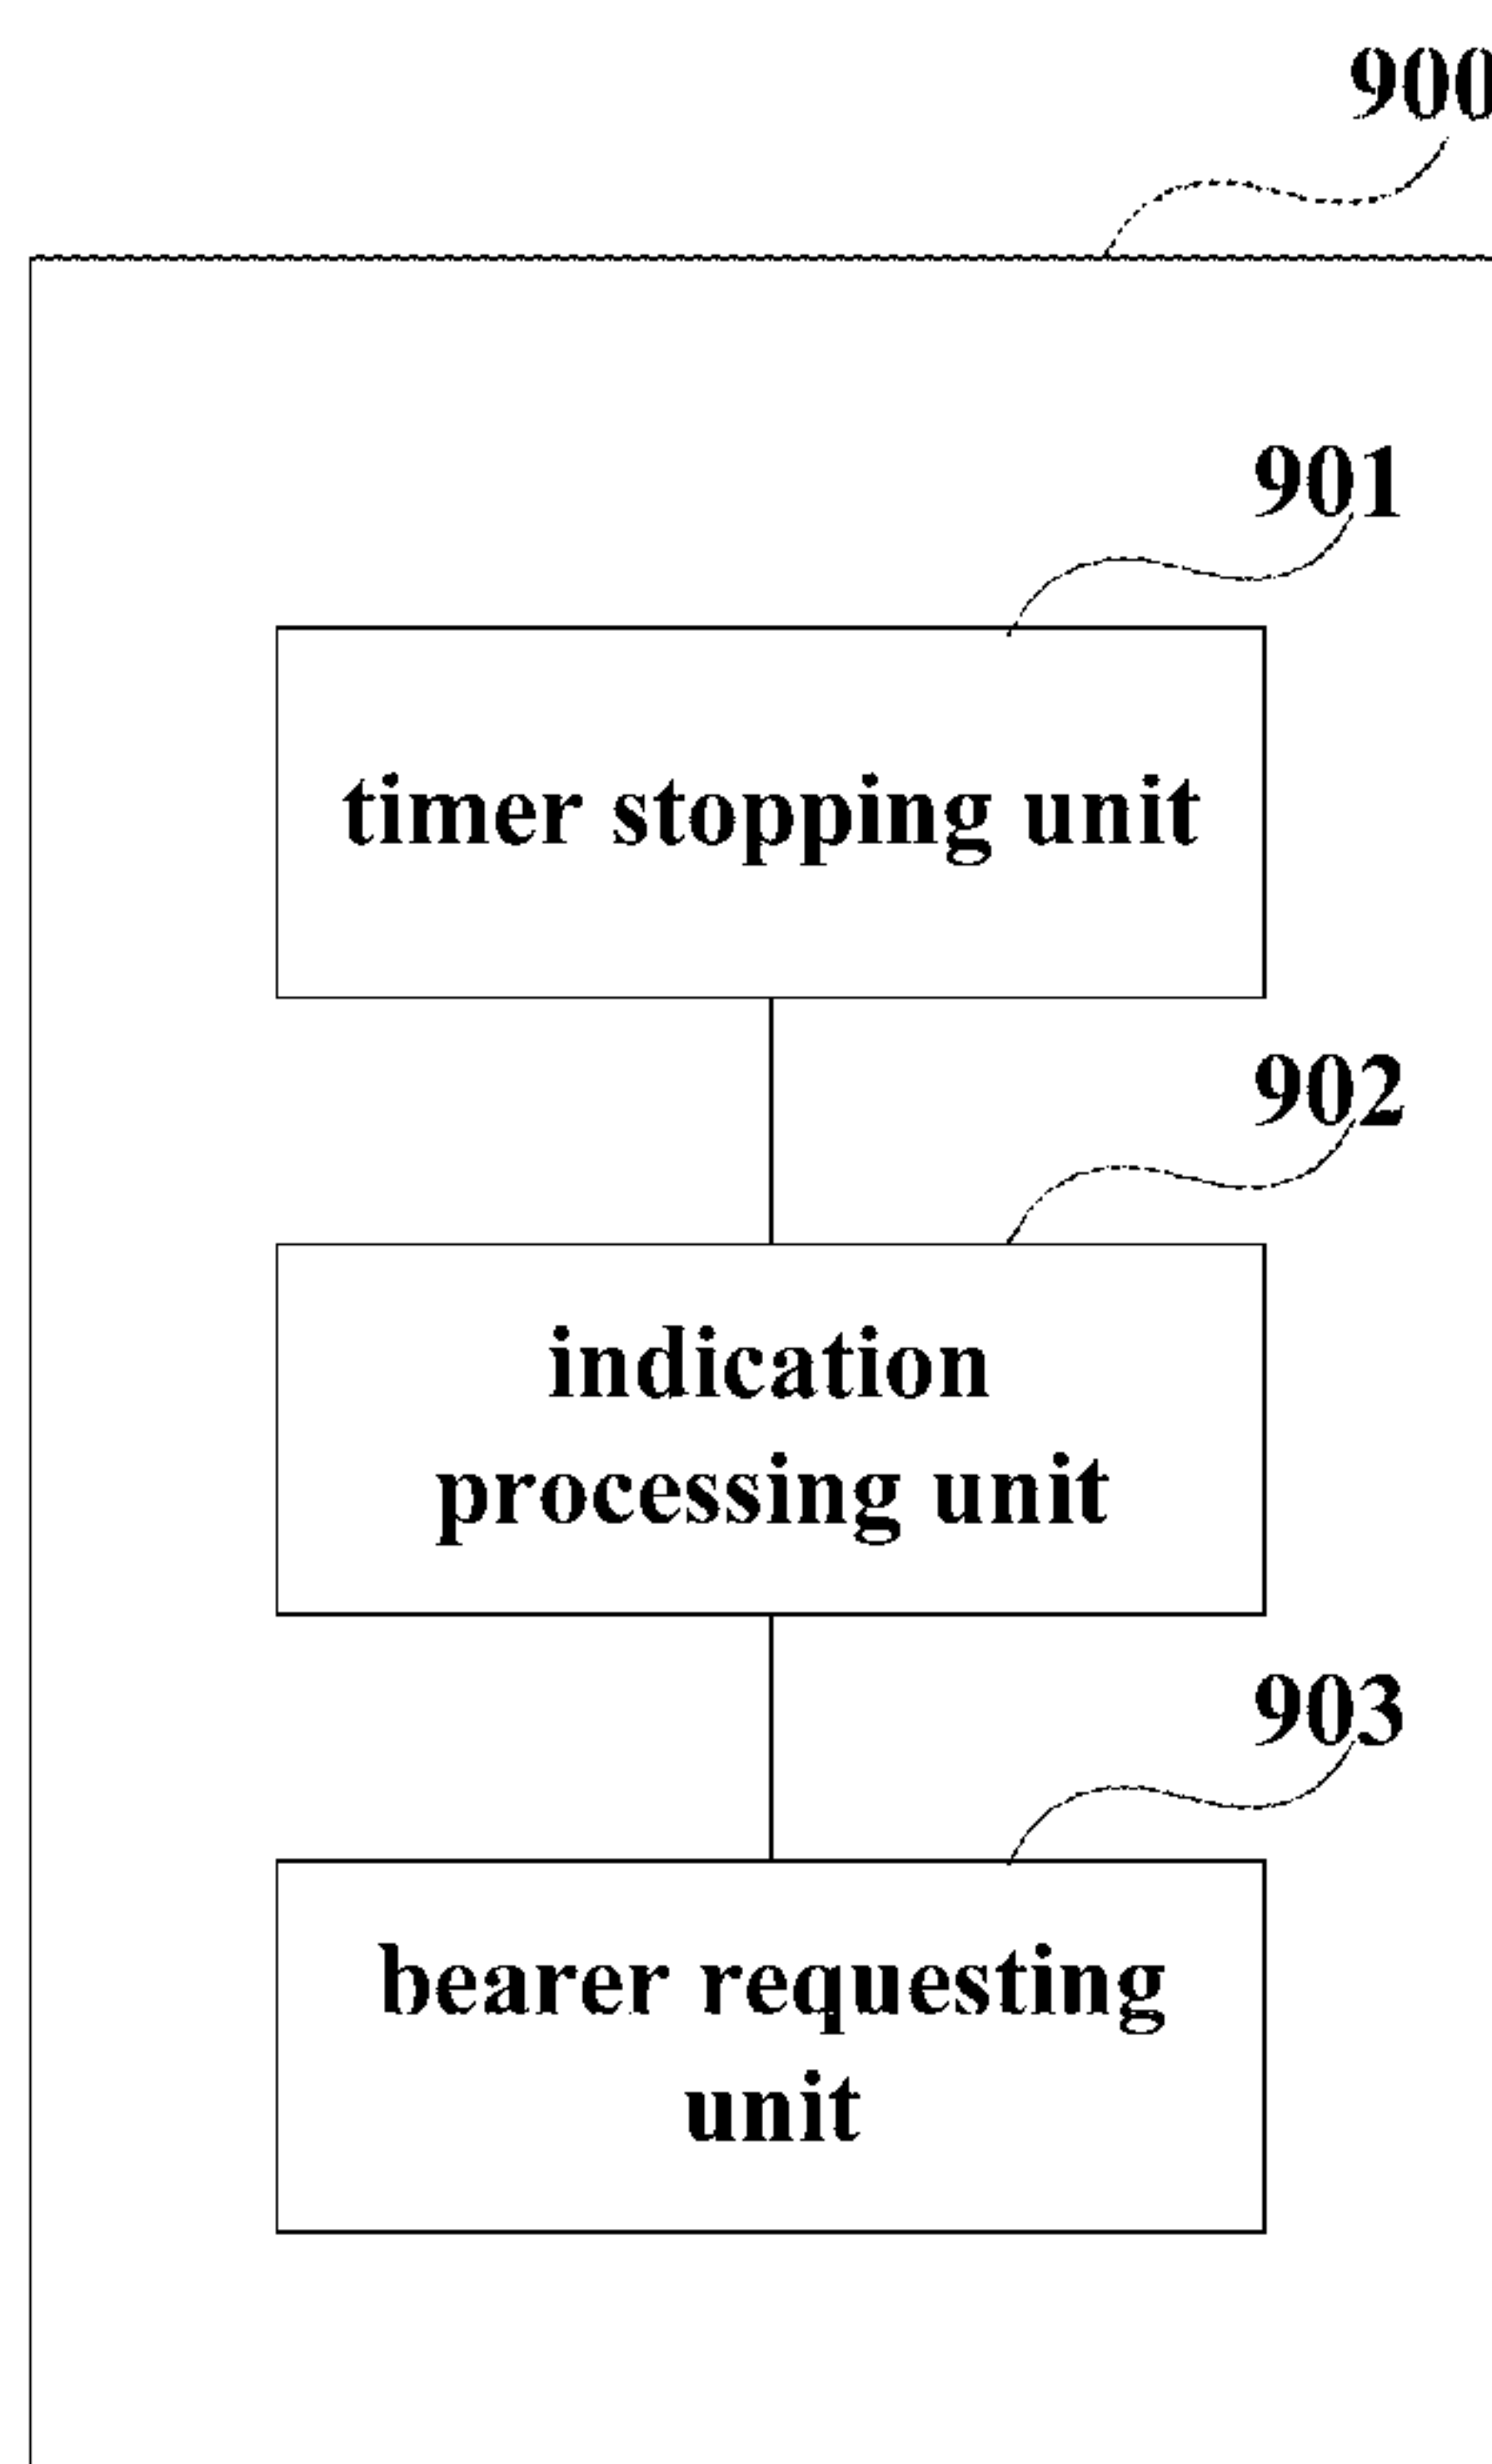 900
901
timer stopping unit
902
indication
processing unit
903
bearer requesting
unit